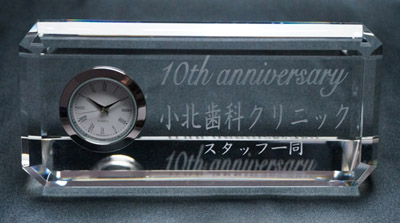 10th anniversary
小北歯科クリニック
スタッフ一同